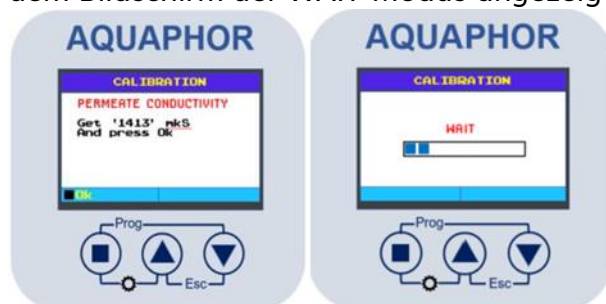 dem Bildschirm der WAIT-Modus angezeig
AQUAPHOR
CALIBRATION
PERMEATE CONDUCTIVITY
Get '1413' mkS
And press Ok
Ok
Prog
Esc
AQUAPHOR
CALIBRATION
WAIT
Prog
Esc